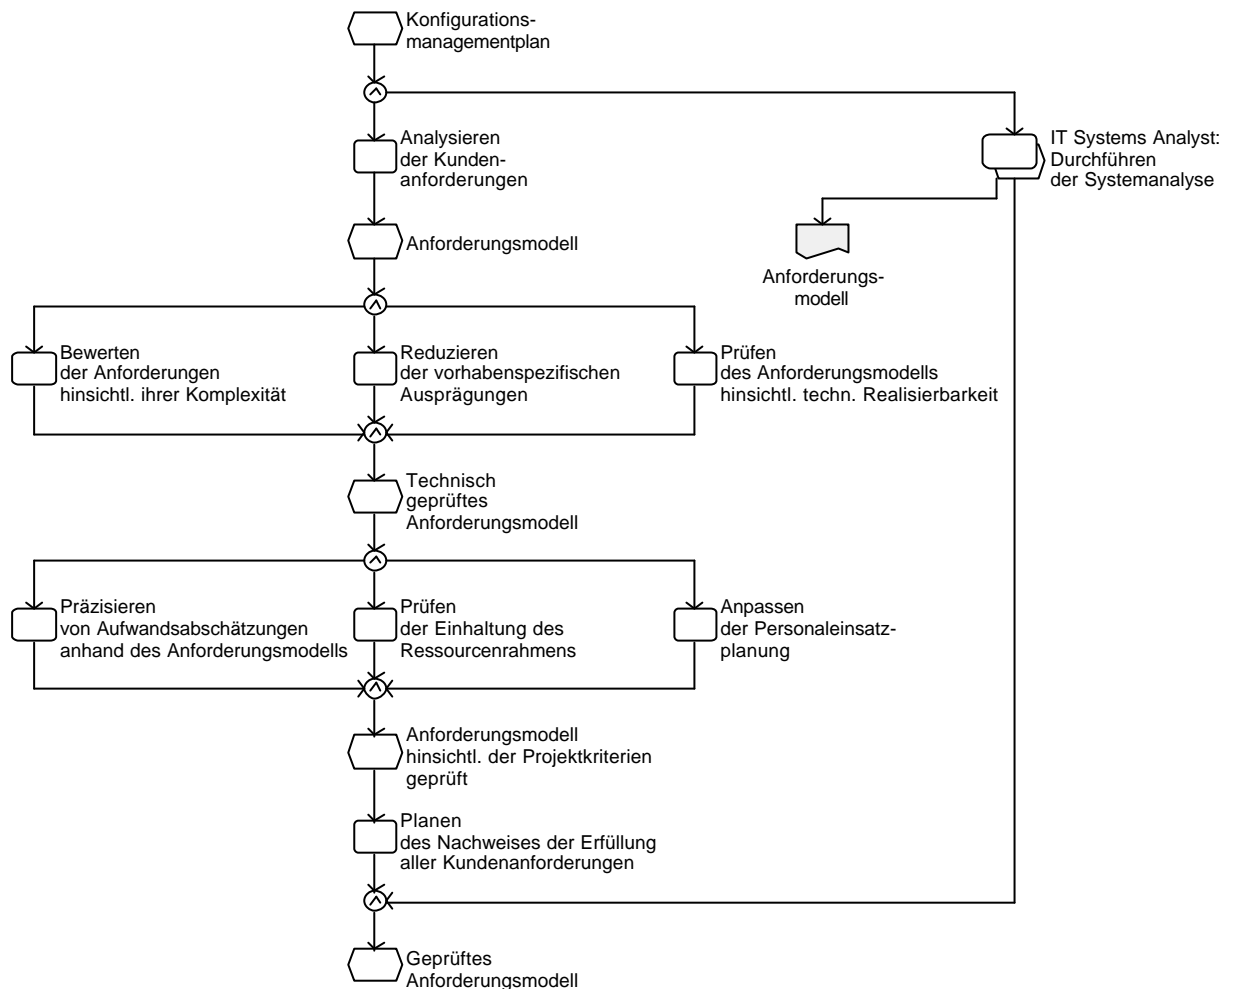 Konfigurations-
managementplan
Analysieren
der Kunden-
anforderungen
IT Systems Analyst:
Durchführen
der Systemanalyse
Anforderungsmodell
Anforderungs-
modell
Bewerten
der Anforderungen
hinsichtl. ihrer Komplexität
Reduzieren
der vorhabenspezifischen
Ausprägungen
Prüfen
des Anforderungsmodells
hinsichtl. techn. Realisierbarkeit
Technisch
geprüftes
Anforderungsmodell
Präzisieren
von Aufwandsabschätzungen
anhand des Anforderungsmodells
Prüfen
der Einhaltung des
Ressourcenrahmens
Anpassen
der Personaleinsatz-
planung
Anforderungsmodell
hinsichtl. der Projektkriterien
geprüft
Planen
des Nachweises der Erfüllung
aller Kundenanforderungen
Geprüftes
Anforderungsmodell